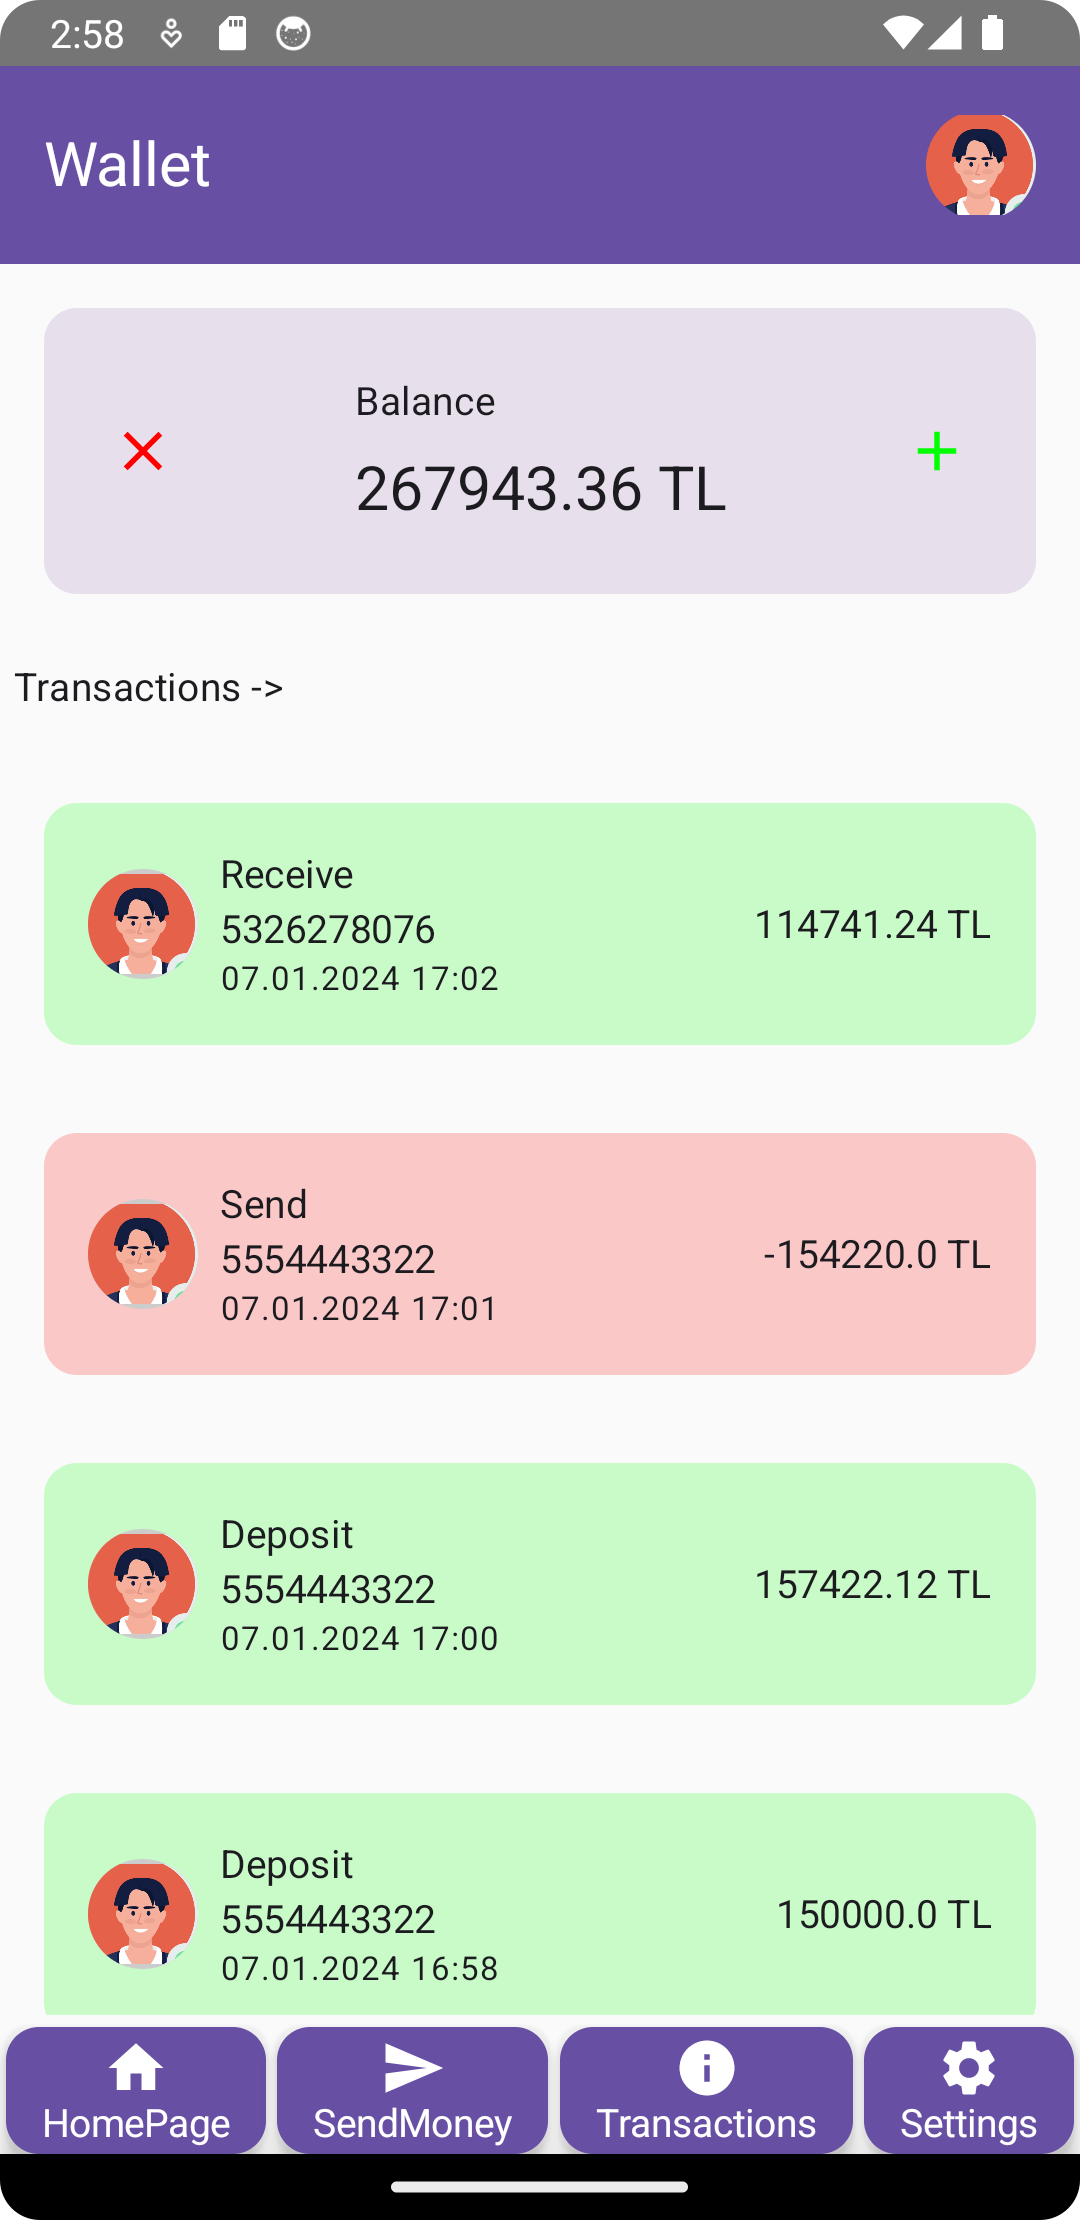 2:58
Wallet
Balance
267943.36 TL
Transactions ->
Receive
5326278076
07.01.2024 17:02
114741.24 TL
Send
5554443322
07.01.2024 17:01
-154220.0 TL
Deposit
5554443322
07.01.2024 17:00
157422.12 TL
Deposit
5554443322
07.01.2024 16:58
150000.0 TL
HomePage
SendMoney
Transactions
Settings